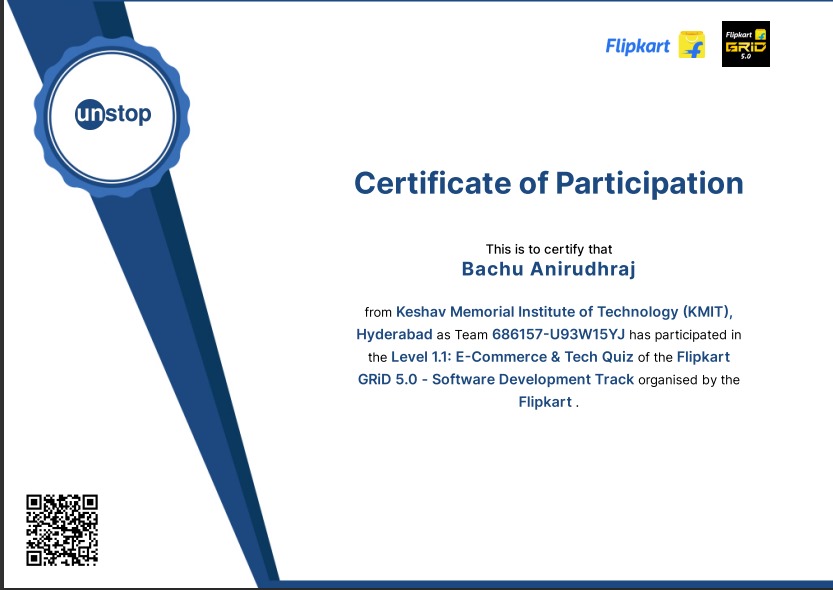 Flipkart
Flipkart
GRiD
5.0
unstop
Certificate of Participation
This is to certify that
Bachu Anirudhraj
from Keshav Memorial Institute of Technology (KMIT),
Hyderabad as Team 686157-U93W15YJ has participated in
the Level 1.1: E-Commerce & Tech Quiz of the Flipkart
GRiD 5.0 - Software Development Track organised by the
Flipkart .